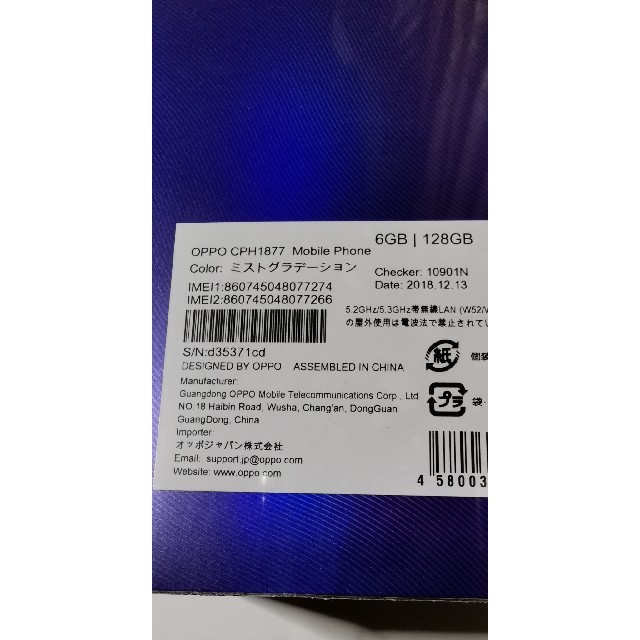 6GB | 128GB
OPPO CPH1877 Mobile Phone
Color: ミストグラデーション
Checker: 10901N
IMEI1:860745048077274
Date: 2018.12.13
IMEI2:860745048077266
5.2GHz/5.3GHz帯無線LAN (W52/
の屋外使用は電波法で禁止されて
S/N:d35371cd
紙
個装
DESIGNED BY OPPO ASSEMBLED IN CHINA
Manufacturer:
Guangdong OPPO Mobile Telecommunications Corp., Ltd
NO.18 Haibin Road, Wusha, Chang'an, DongGuan
GuangDong, China
プラ
袋
Importer:
オッポジャパン株式会社
Email: support.jp@oppo.com
Website: www.oppo.com
4 58003